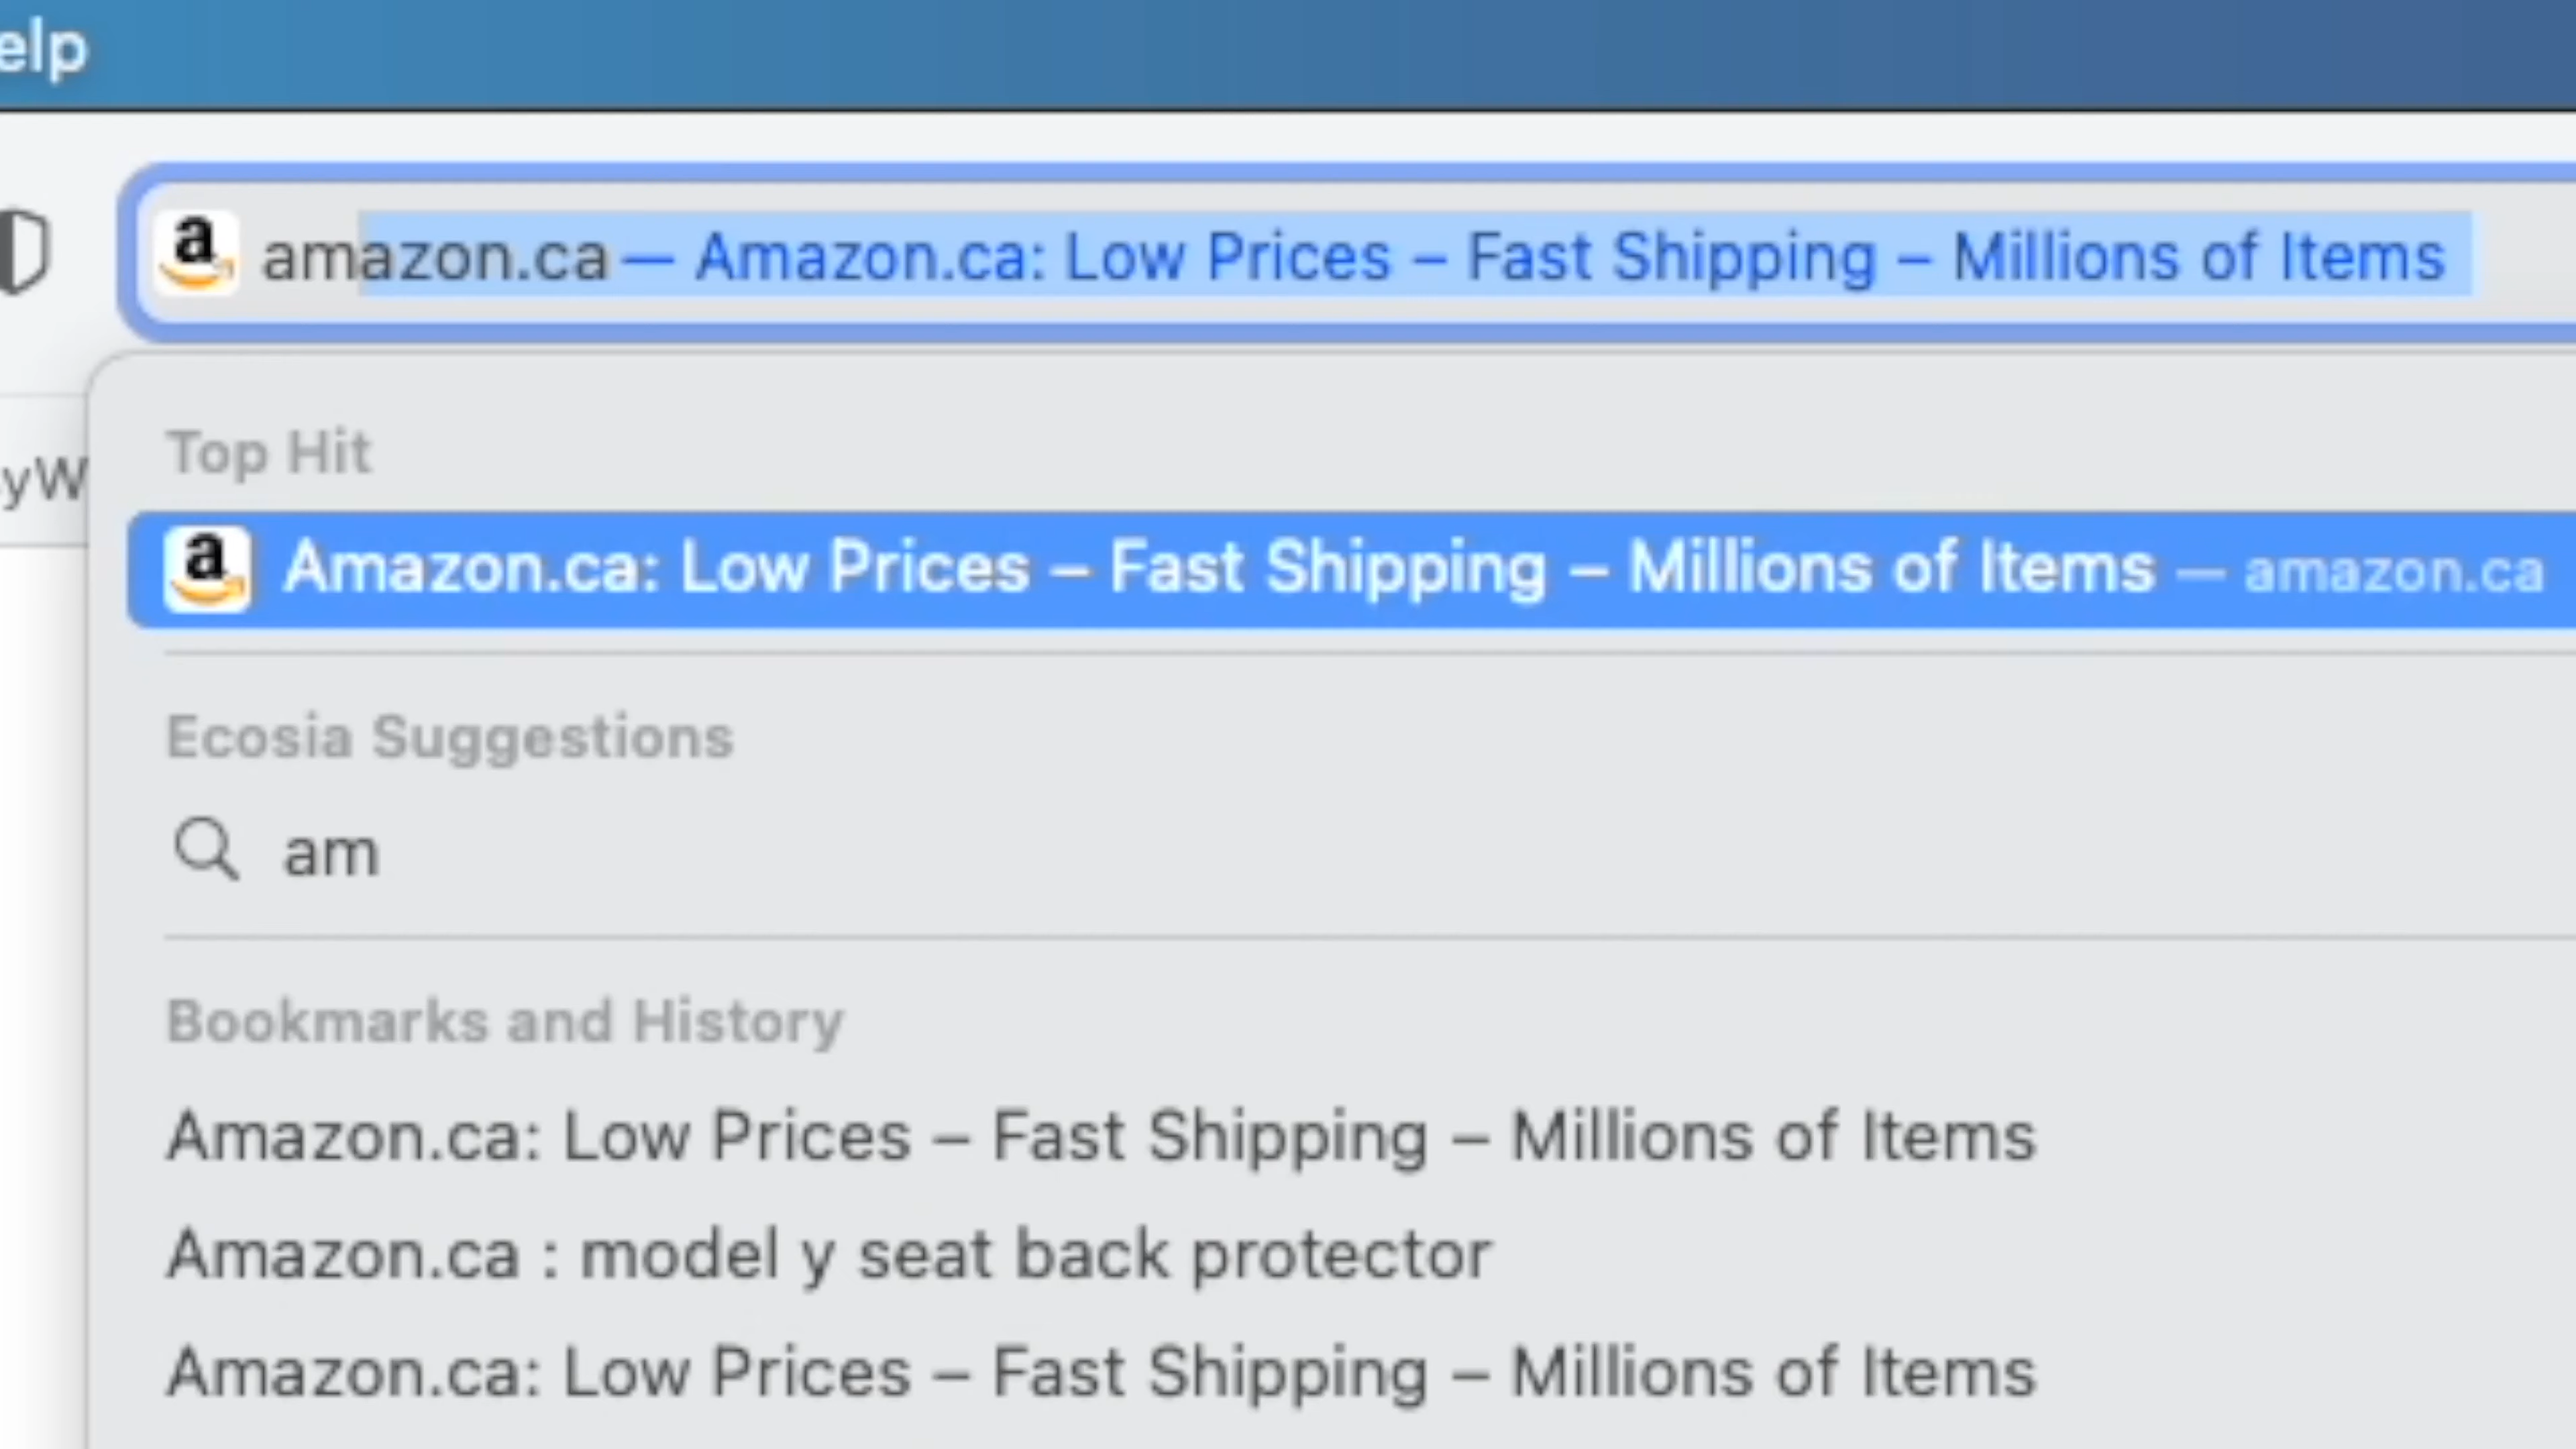 elp
amazon.ca — Amazon.ca: Low Prices – Fast Shipping – Millions of Items
Top Hit
yW
Amazon.ca: Low Prices – Fast Shipping – Millions of Items — amazon.ca
Ecosia Suggestions
am
Bookmarks and History
Amazon.ca: Low Prices – Fast Shipping – Millions of Items
Amazon.ca : model y seat back protector
Amazon.ca: Low Prices – Fast Shipping – Millions of Items